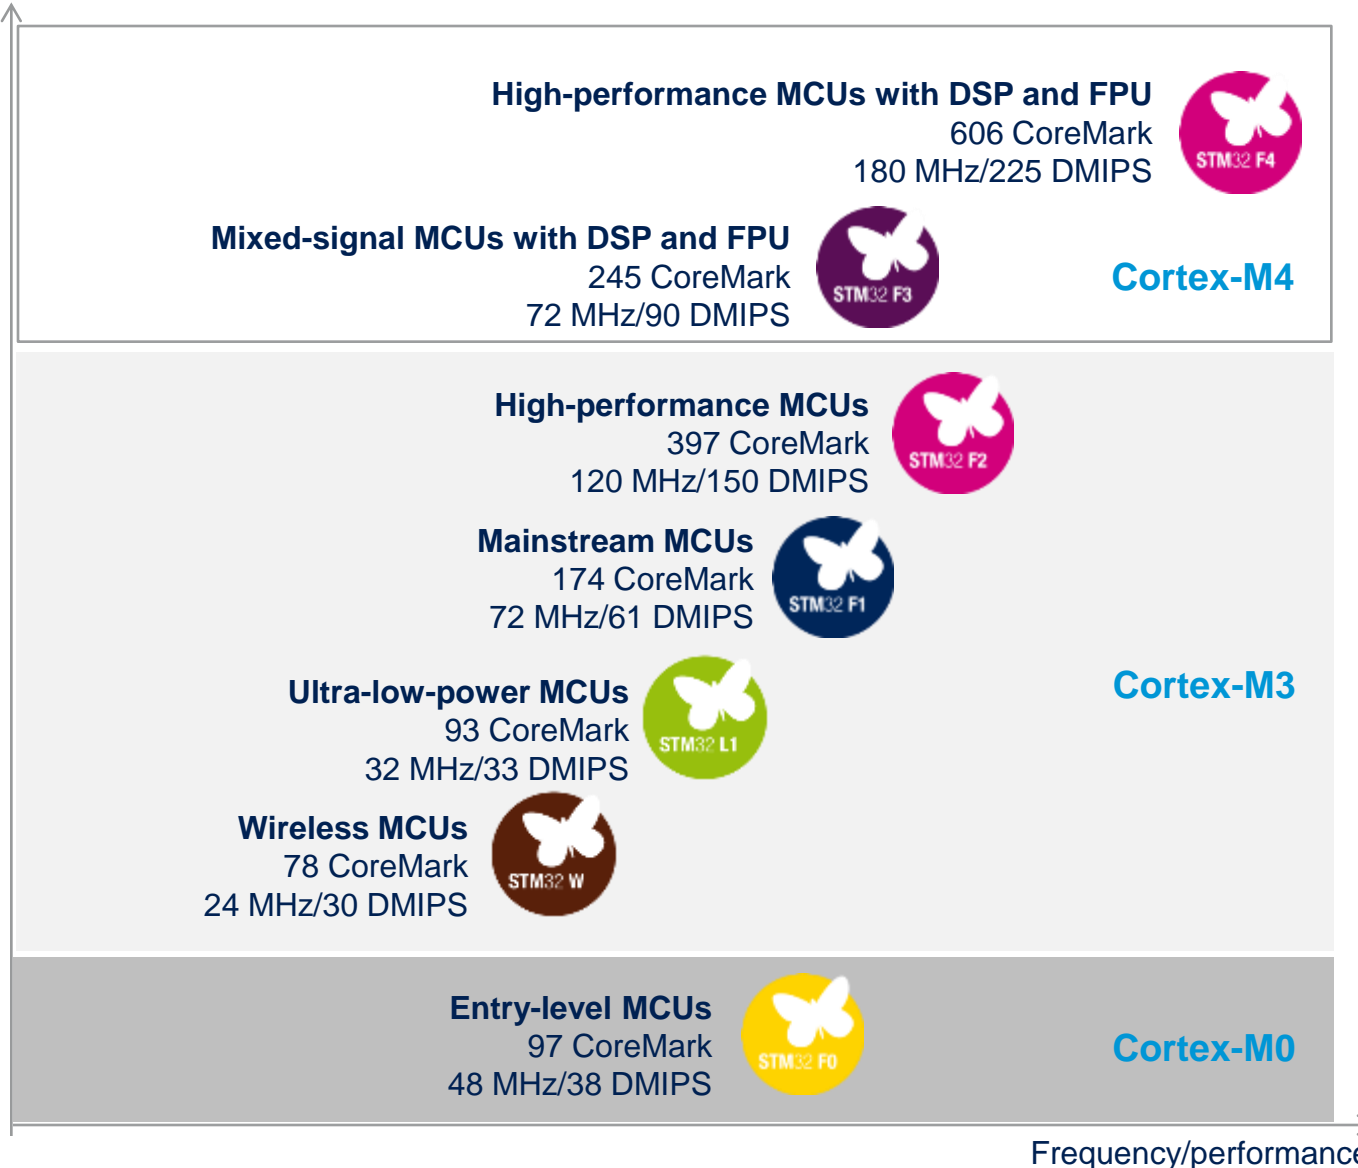 High-performance MCUs with DSP and FPU
606 CoreMark
180 MHz/225 DMIPS
STM32 F4
Mixed-signal MCUs with DSP and FPU
245 CoreMark
72 MHz/90 DMIPS
STM32 F3
Cortex-M4
High-performance MCUs
397 CoreMark
120 MHz/150 DMIPS
STM32 F2
Mainstream MCUs
174 CoreMark
72 MHz/61 DMIPS
STM32 F1
Ultra-low-power MCUs
93 CoreMark
32 MHz/33 DMIPS
STM32 L1
Cortex-M3
Wireless MCUs
78 CoreMark
24 MHz/30 DMIPS
STM32 W
Entry-level MCUs
97 CoreMark
48 MHz/38 DMIPS
STM32 F0
Cortex-M0
Frequency/performance